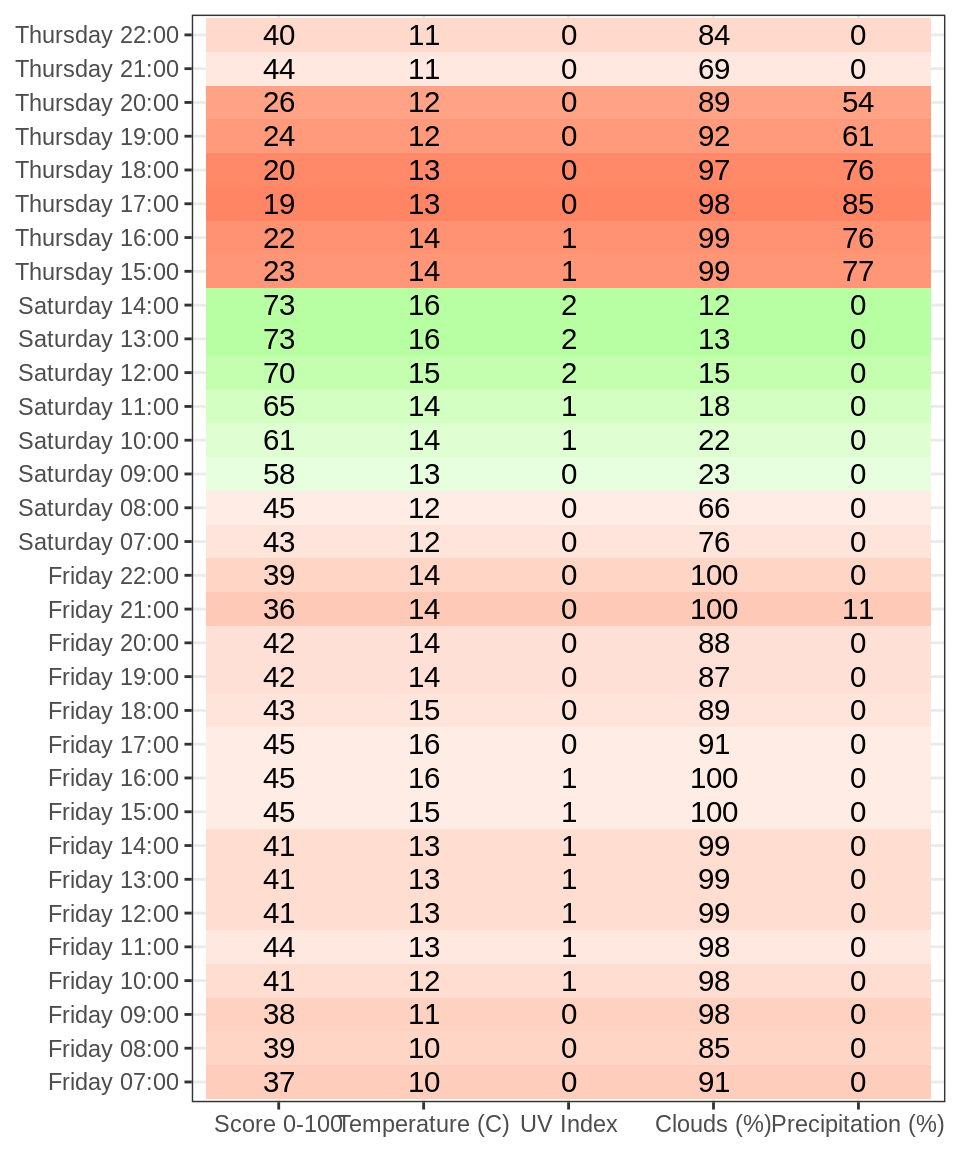 Thursday 22:00 40 11 0 84 0
Thursday 21:00 44 11 0 69 0
Thursday 20:00 26 12 0 89 54
Thursday 19:00 24 12 0 92 61
Thursday 18:00 20 13 0 97 76
Thursday 17:00 19 13 0 98 85
Thursday 16:00 22 14 1 99 76
Thursday 15:00 23 14 1 99 77
Saturday 14:00 73 16 2 12 0
Saturday 13:00 73 16 2 13 0
Saturday 12:00 70 15 2 15 0
Saturday 11:00 65 14 1 18 0
Saturday 10:00 61 14 1 22 0
Saturday 09:00 58 13 0 23 0
Saturday 08:00 45 12 0 66 0
Saturday 07:00 43 12 0 76 0
Friday 22:00 39 14 0 100 0
Friday 21:00 36 14 0 100 11
Friday 20:00 42 14 0 88 0
Friday 19:00 42 14 0 87 0
Friday 18:00 43 15 0 89 0
Friday 17:00 45 16 0 91 0
Friday 16:00 45 16 1 100 0
Friday 15:00 45 15 1 100 0
Friday 14:00 41 13 1 99 0
Friday 13:00 41 13 1 99 0
Friday 12:00 41 13 1 99 0
Friday 11:00 44 13 1 98 0
Friday 10:00 41 12 1 98 0
Friday 09:00 38 11 0 98 0
Friday 08:00 39 10 0 85 0
Friday 07:00 37 10 0 91 0
Score 0-100 Temperature (C) UV Index Clouds (%) Precipitation (%)